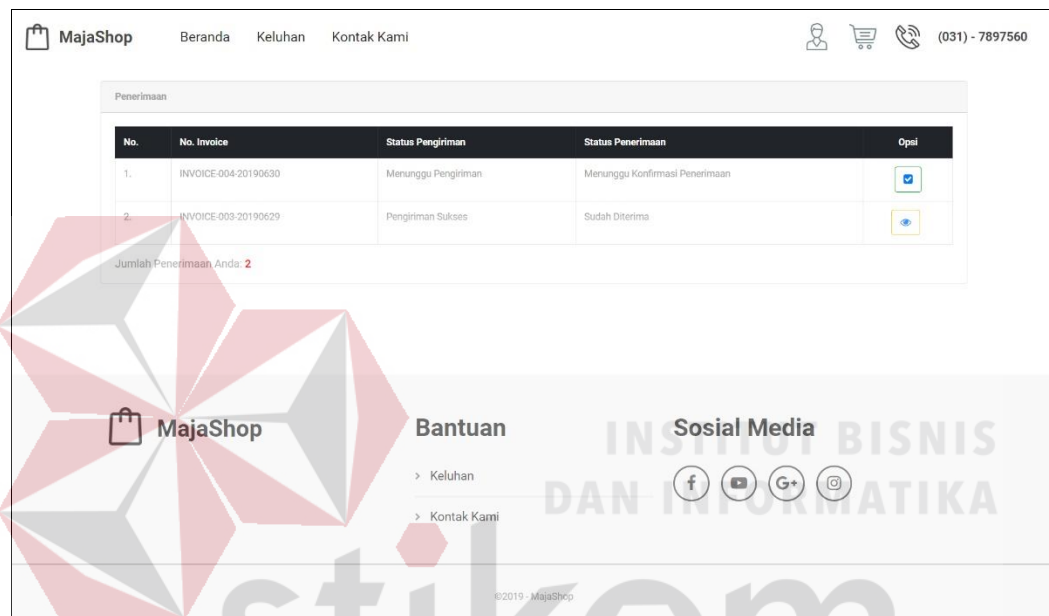 MajaShop Beranda Keluhan Kontak Kami (031) - 7897560
Penerimaan
No. No. Invoice Status Pengiriman Status Penerimaan Opsi
1. INVOICE-004-20190630 Menunggu Pengiriman Menunggu Konfirmasi Penerimaan
2. INVOICE-003-20190629 Pengiriman Sukses Sudah Diterima
Jumlah Penerimaan Anda: 2
MajaShop Bantuan Sosial Media
INSTITUT BISNIS
> Keluhan
f G+
DAN INFORMATIKA
> Kontak Kami
©2019 - MajaShop
stikom